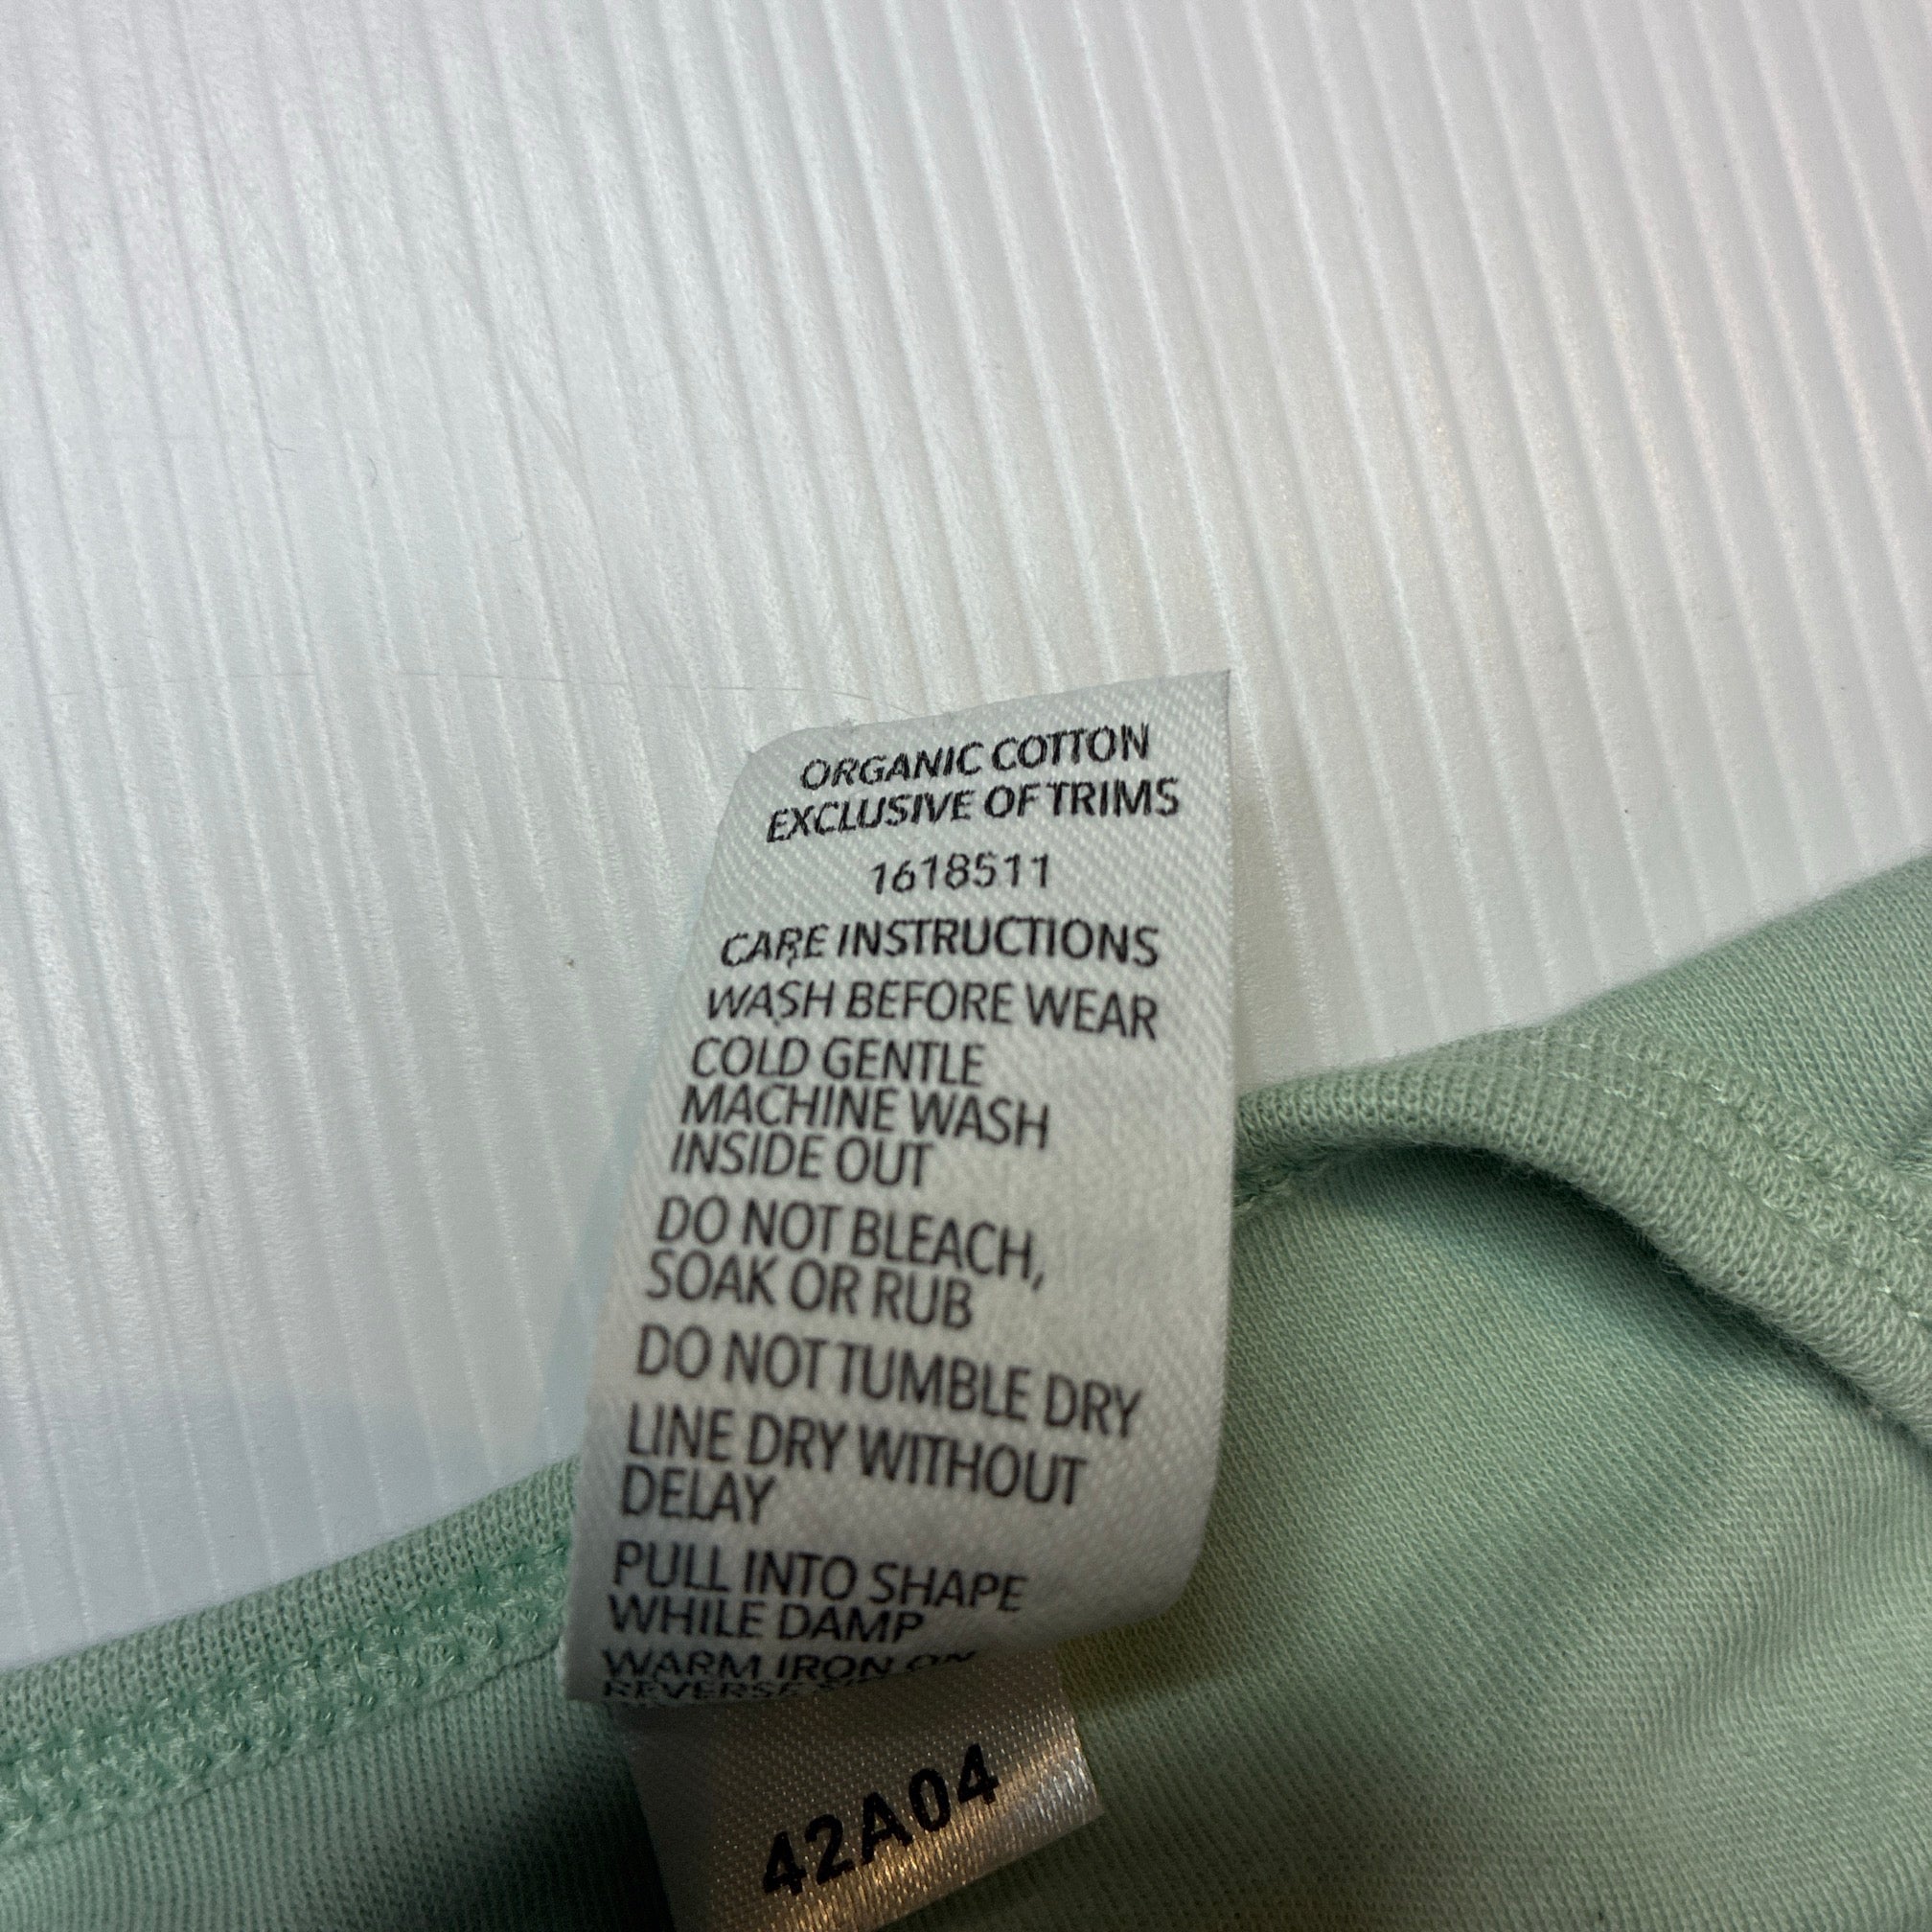 ORGANIC COTTON
EXCLUSIVE OF TRIMS
1618511
CARE INSTRUCTIONS
WASH BEFORE WEAR
COLD GENTLE
MACHINE WASH
INSIDE OUT
DO NOT BLEACH,
SOAK OR RUB
DO NOT TUMBLE DRY
LINE DRY WITHOUT
DELAY
PULL INTO SHAPE
WHILE DAMP
WARM IRON ON
REVERSE
42A04